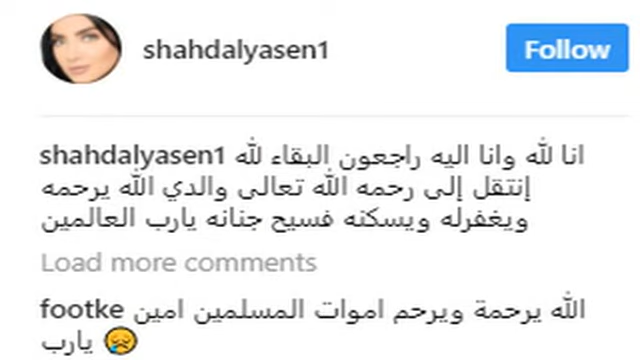 shahdalyasen1
Follow
shahdalyasen1 انا لله وانا اليه راجعون البقاء لله
إنتقل إلى رحمه الله تعالى والدي الله يرحمه
ويغفرله ويسكنه فسيح جنانه يارب العالمين
Load more comments
footke الله يرحمة ويرحم اموات المسلمين امين
يارب 😢